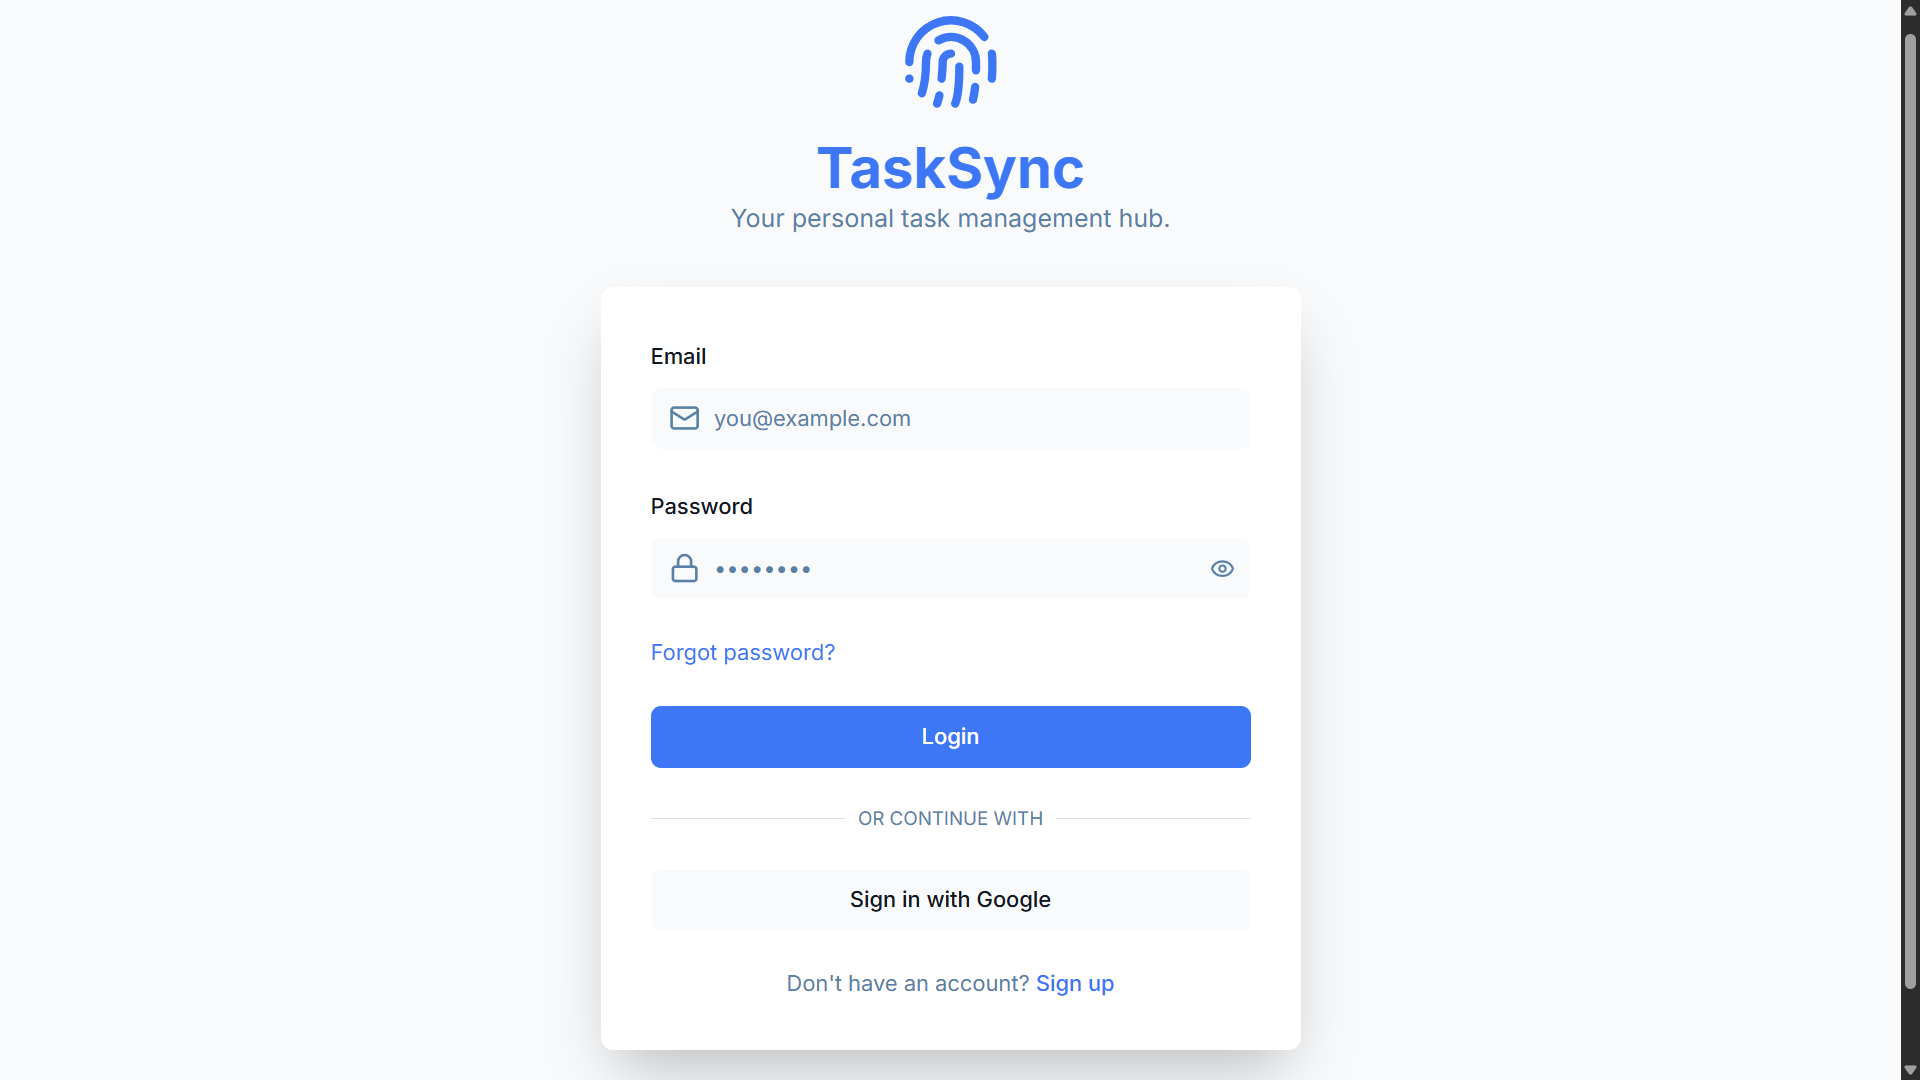 TaskSync
Your personal task management hub.
Email
you@example.com
Password
••••••••
Forgot password?
Login
OR CONTINUE WITH
Sign in with Google
Don't have an account? Sign up